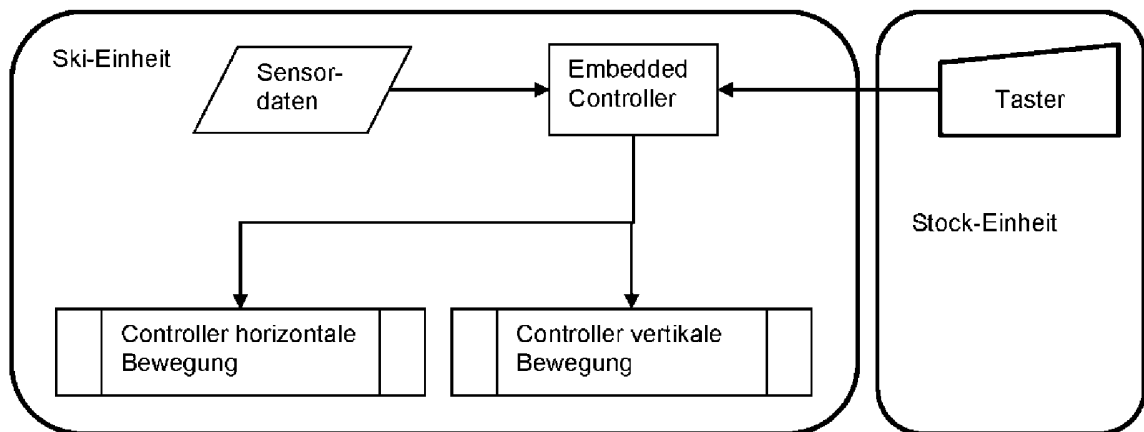 Ski-Einheit
Sensor-
daten
Embedded
Controller
Taster
Stock-Einheit
Controller horizontale
Bewegung
Controller vertikale
Bewegung